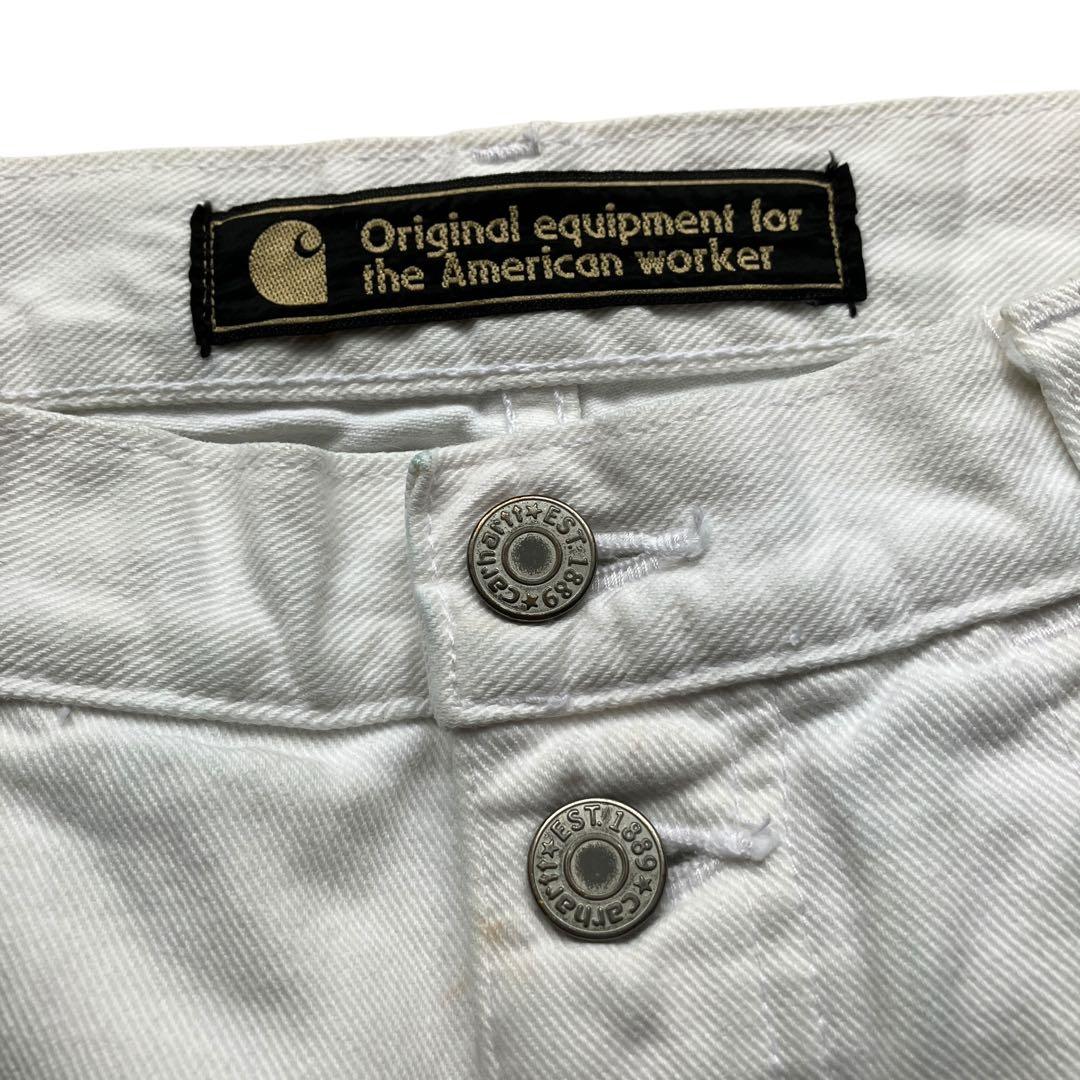 Original equipment for
the American worker
carhartt★EST.1889★
EST.1889★carhartt★